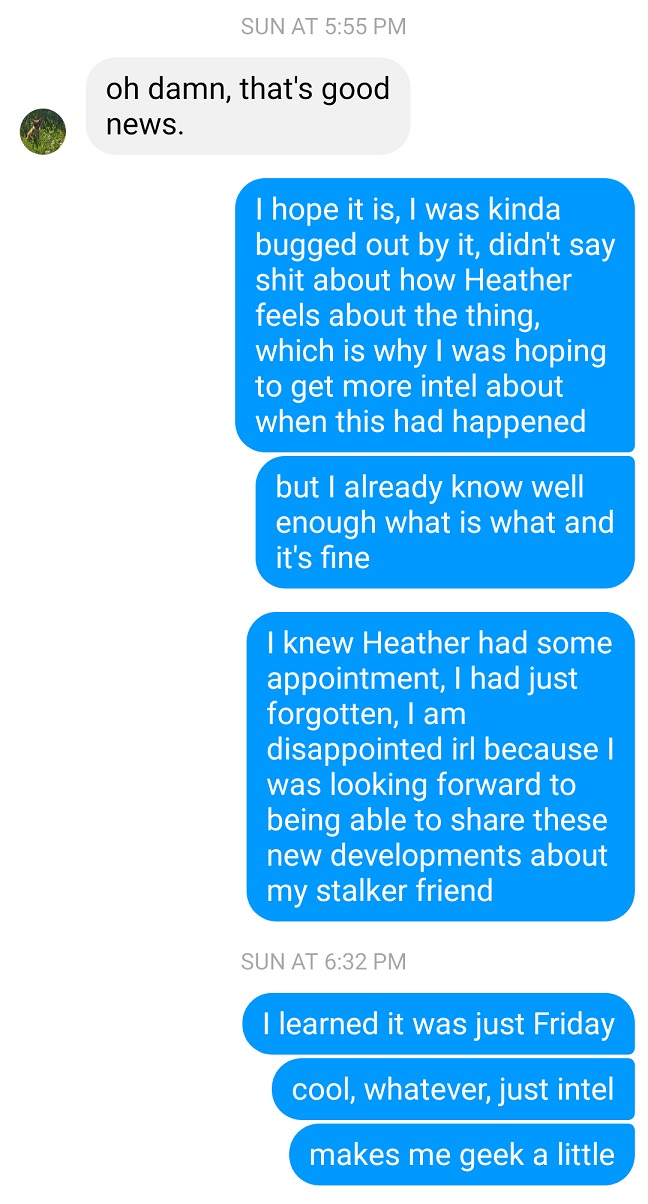 SUN AT 5:55 PM
oh damn, that's good
news.
I hope it is, I was kinda
bugged out by it, didn't say
shit about how Heather
feels about the thing,
which is why I was hoping
to get more intel about
when this had happened
but I already know well
enough what is what and
it's fine
I knew Heather had some
appointment, I had just
forgotten, I am
disappointed irl because I
was looking forward to
being able to share these
new developments about
my stalker friend
SUN AT 6:32 PM
I learned it was just Friday
cool, whatever, just intel
makes me geek a little